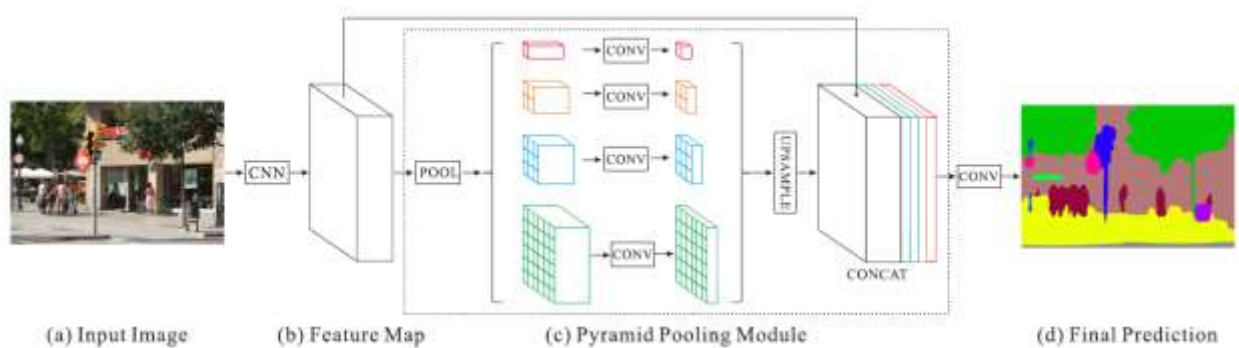 CONV
CONV
CONV
CONV
CNN
POOL
UPSAMPLE
CONCAT
CONV
(a) Input Image
(b) Feature Map
(c) Pyramid Pooling Module
(d) Final Prediction